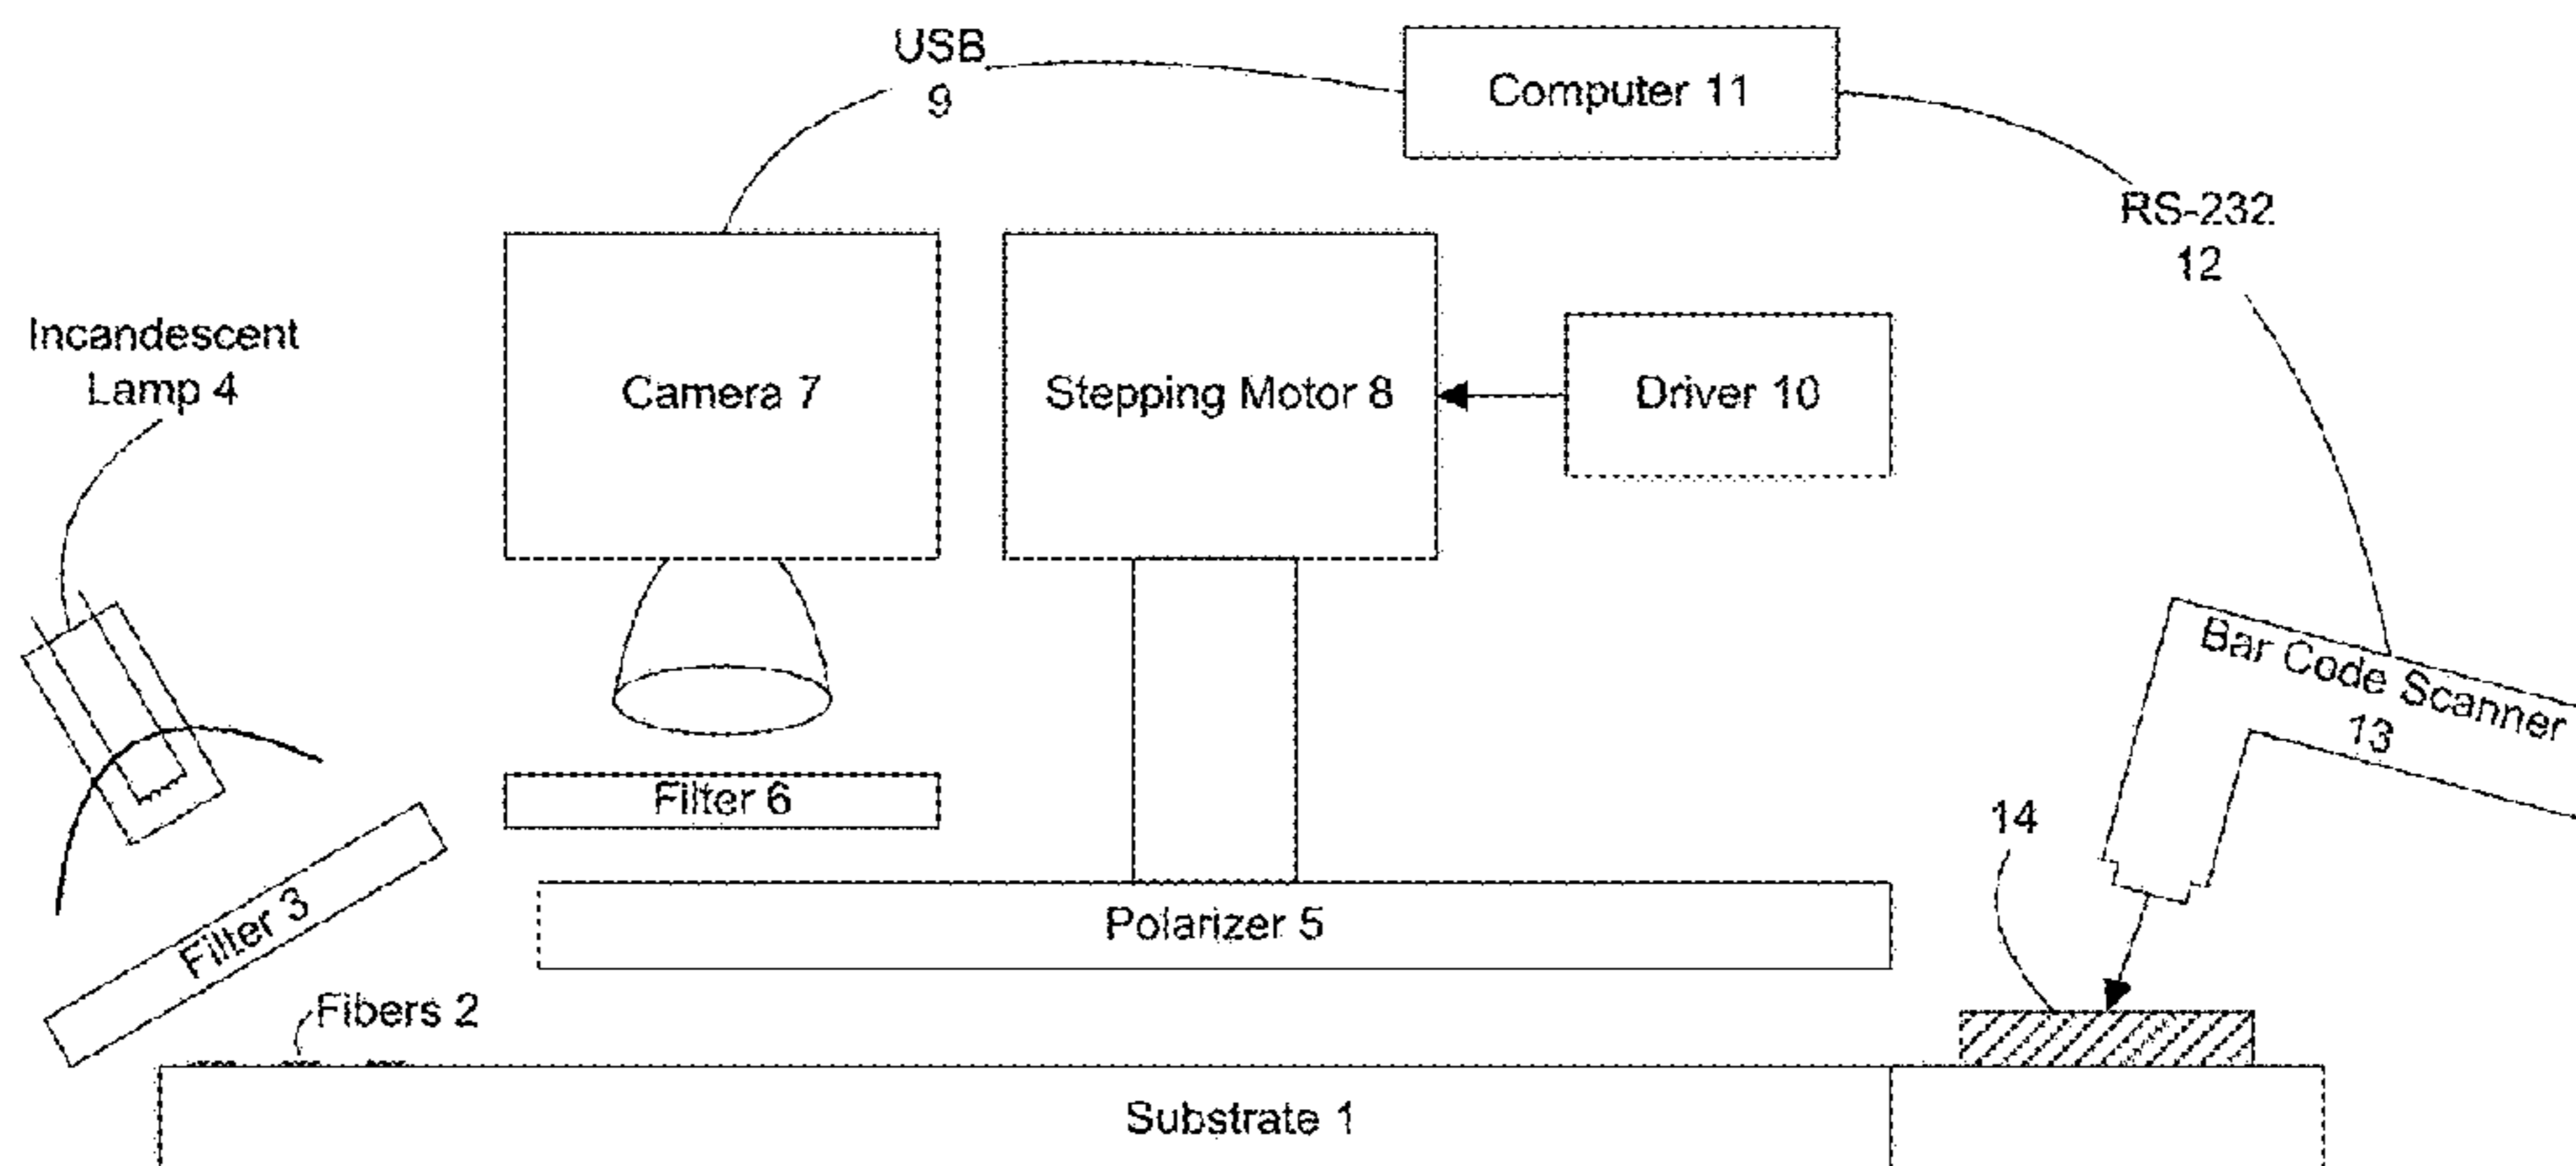 USB
9
Computer 11
RS-232
12
Incandescent
Lamp 4
Camera 7
Stepping Motor 8
Driver 10
Bar Code Scanner
13
Filter 6
14
Filter 3
Polarizer 5
Fibers 2
Substrate 1